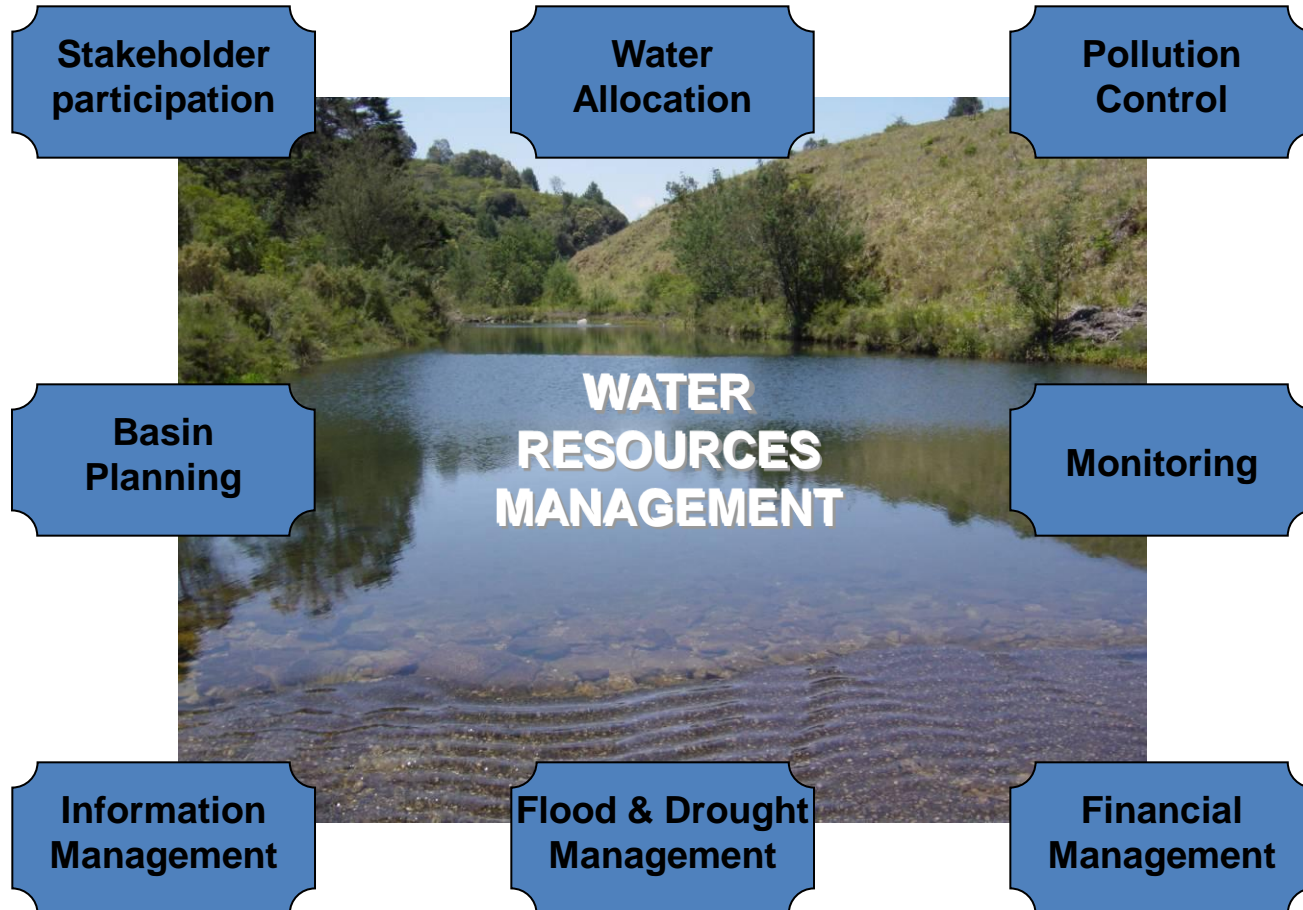 Stakeholder
participation
Water
Allocation
Pollution
Control
Basin
Planning
WATER
RESOURCES
MANAGEMENT
Monitoring
Information
Management
Flood & Drought
Management
Financial
Management